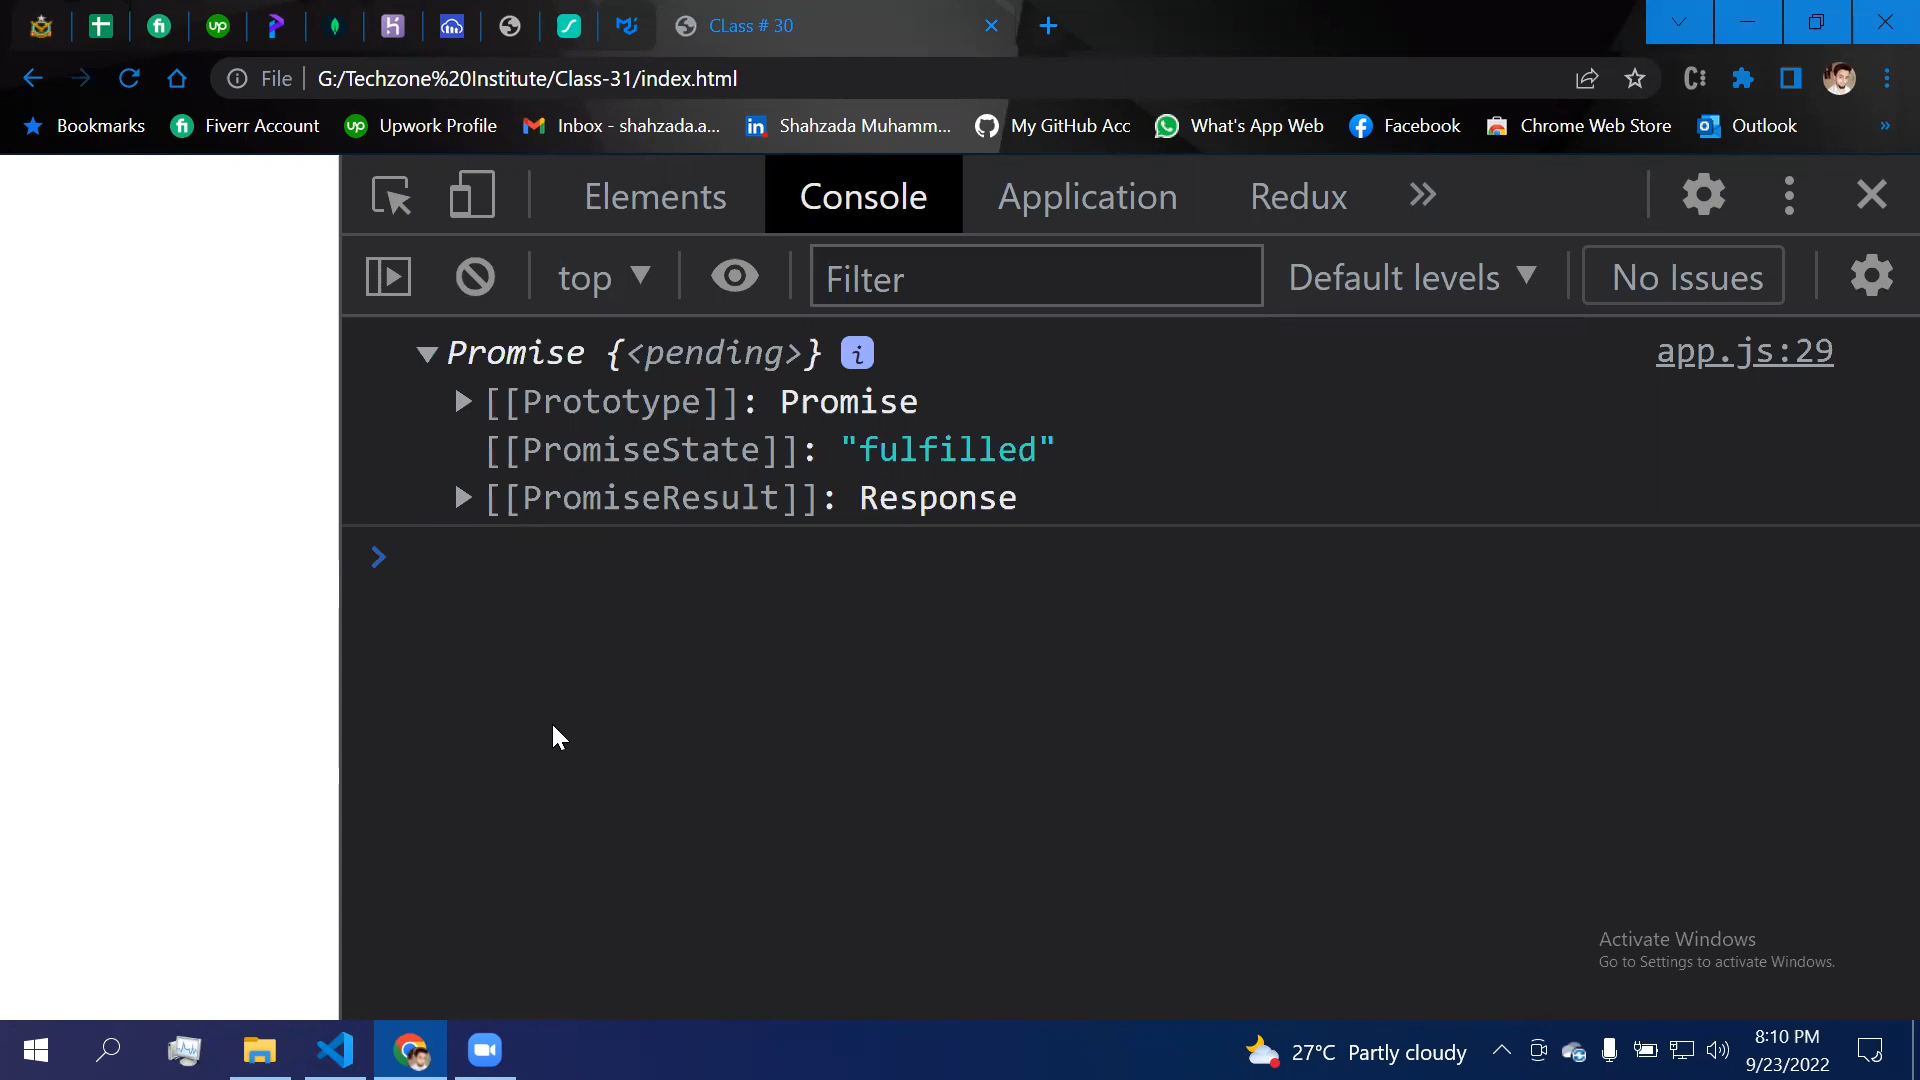 CLass # 30
File G:/Techzone%20Institute/Class-31/index.html
Bookmarks Fiverr Account Upwork Profile Inbox - shahzada.a... Shahzada Muhamm... My GitHub Acc What's App Web Facebook Chrome Web Store Outlook »
Elements Console Application Redux
top Filter Default levels No Issues
Promise {<pending>} i app.js:29
[[Prototype]]: Promise
[[PromiseState]]: "fulfilled"
[[PromiseResult]]: Response
Activate Windows
Go to Settings to activate Windows.
27°C Partly cloudy
8:10 PM
9/23/2022